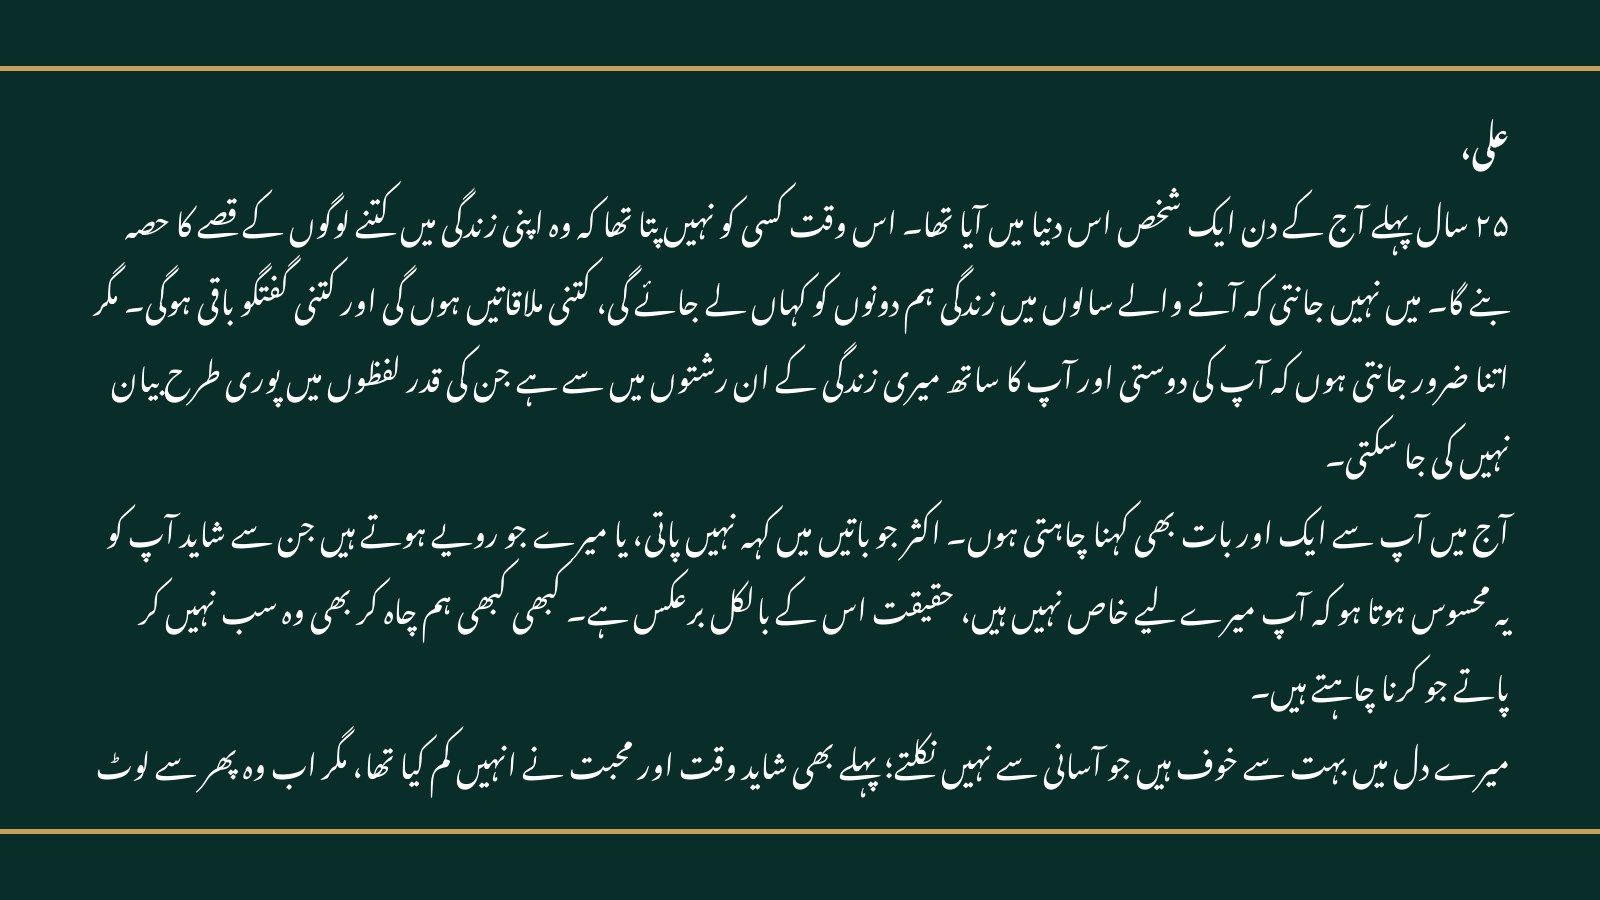 علی،
۲۵ سال پہلے آج کے دن ایک شخص اس دنیا میں آیا تھا۔ اس وقت کسی کو نہیں پتا تھا کہ وہ اپنی زندگی میں کتنے لوگوں کے قصے کا حصہ
بنے گا۔ میں نہیں جانتی کہ آنے والے سالوں میں زندگی ہم دونوں کو کہاں لے جائے گی، کتنی ملاقاتیں ہوں گی اور کتنی گفتگو باقی ہوگی۔ مگر
اتنا ضرور جانتی ہوں کہ آپ کی دوستی اور آپ کا ساتھ میری زندگی کے ان رشتوں میں سے ہے جن کی قدر لفظوں میں پوری طرح بیان
نہیں کی جا سکتی۔
آج میں آپ سے ایک اور بات بھی کہنا چاہتی ہوں۔ اکثر جو باتیں میں کہہ نہیں پاتی، یا میرے جو رویے ہوتے ہیں جن سے شاید آپ کو
یہ محسوس ہوتا ہو کہ آپ میرے لیے خاص نہیں ہیں، حقیقت اس کے بالکل برعکس ہے۔ کبھی کبھی ہم چاہ کر بھی وہ سب نہیں کر
پاتے جو کرنا چاہتے ہیں۔
میرے دل میں بہت سے خوف ہیں جو آسانی سے نہیں نکلتے؛ پہلے بھی شاید وقت اور محبت نے انہیں کم کیا تھا، مگر اب وہ پھر سے لوٹ